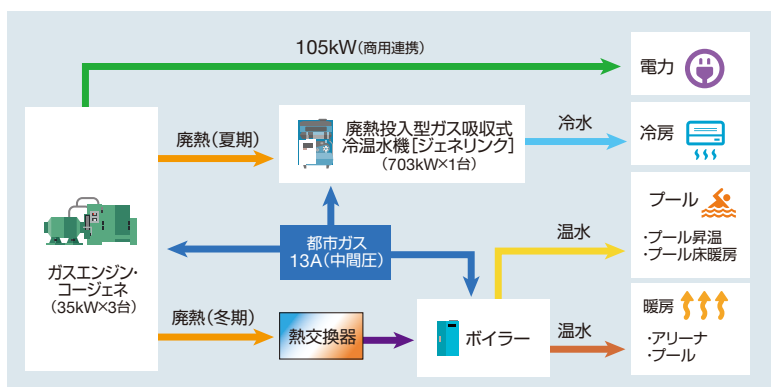 105kW(商用連携)
電力
廃熱(夏期)
廃熱投入型ガス吸収式
冷温水機[ジェネリンク]
(703kW×1台)
冷水
冷房
ガスエンジン・
コージェネ
(35kW×3台)
都市ガス
13A(中間圧)
温水
プール
・プール昇温
・プール床暖房
廃熱(冬期)
熱交換器
ボイラー
温水
暖房
・アリーナ
・プール